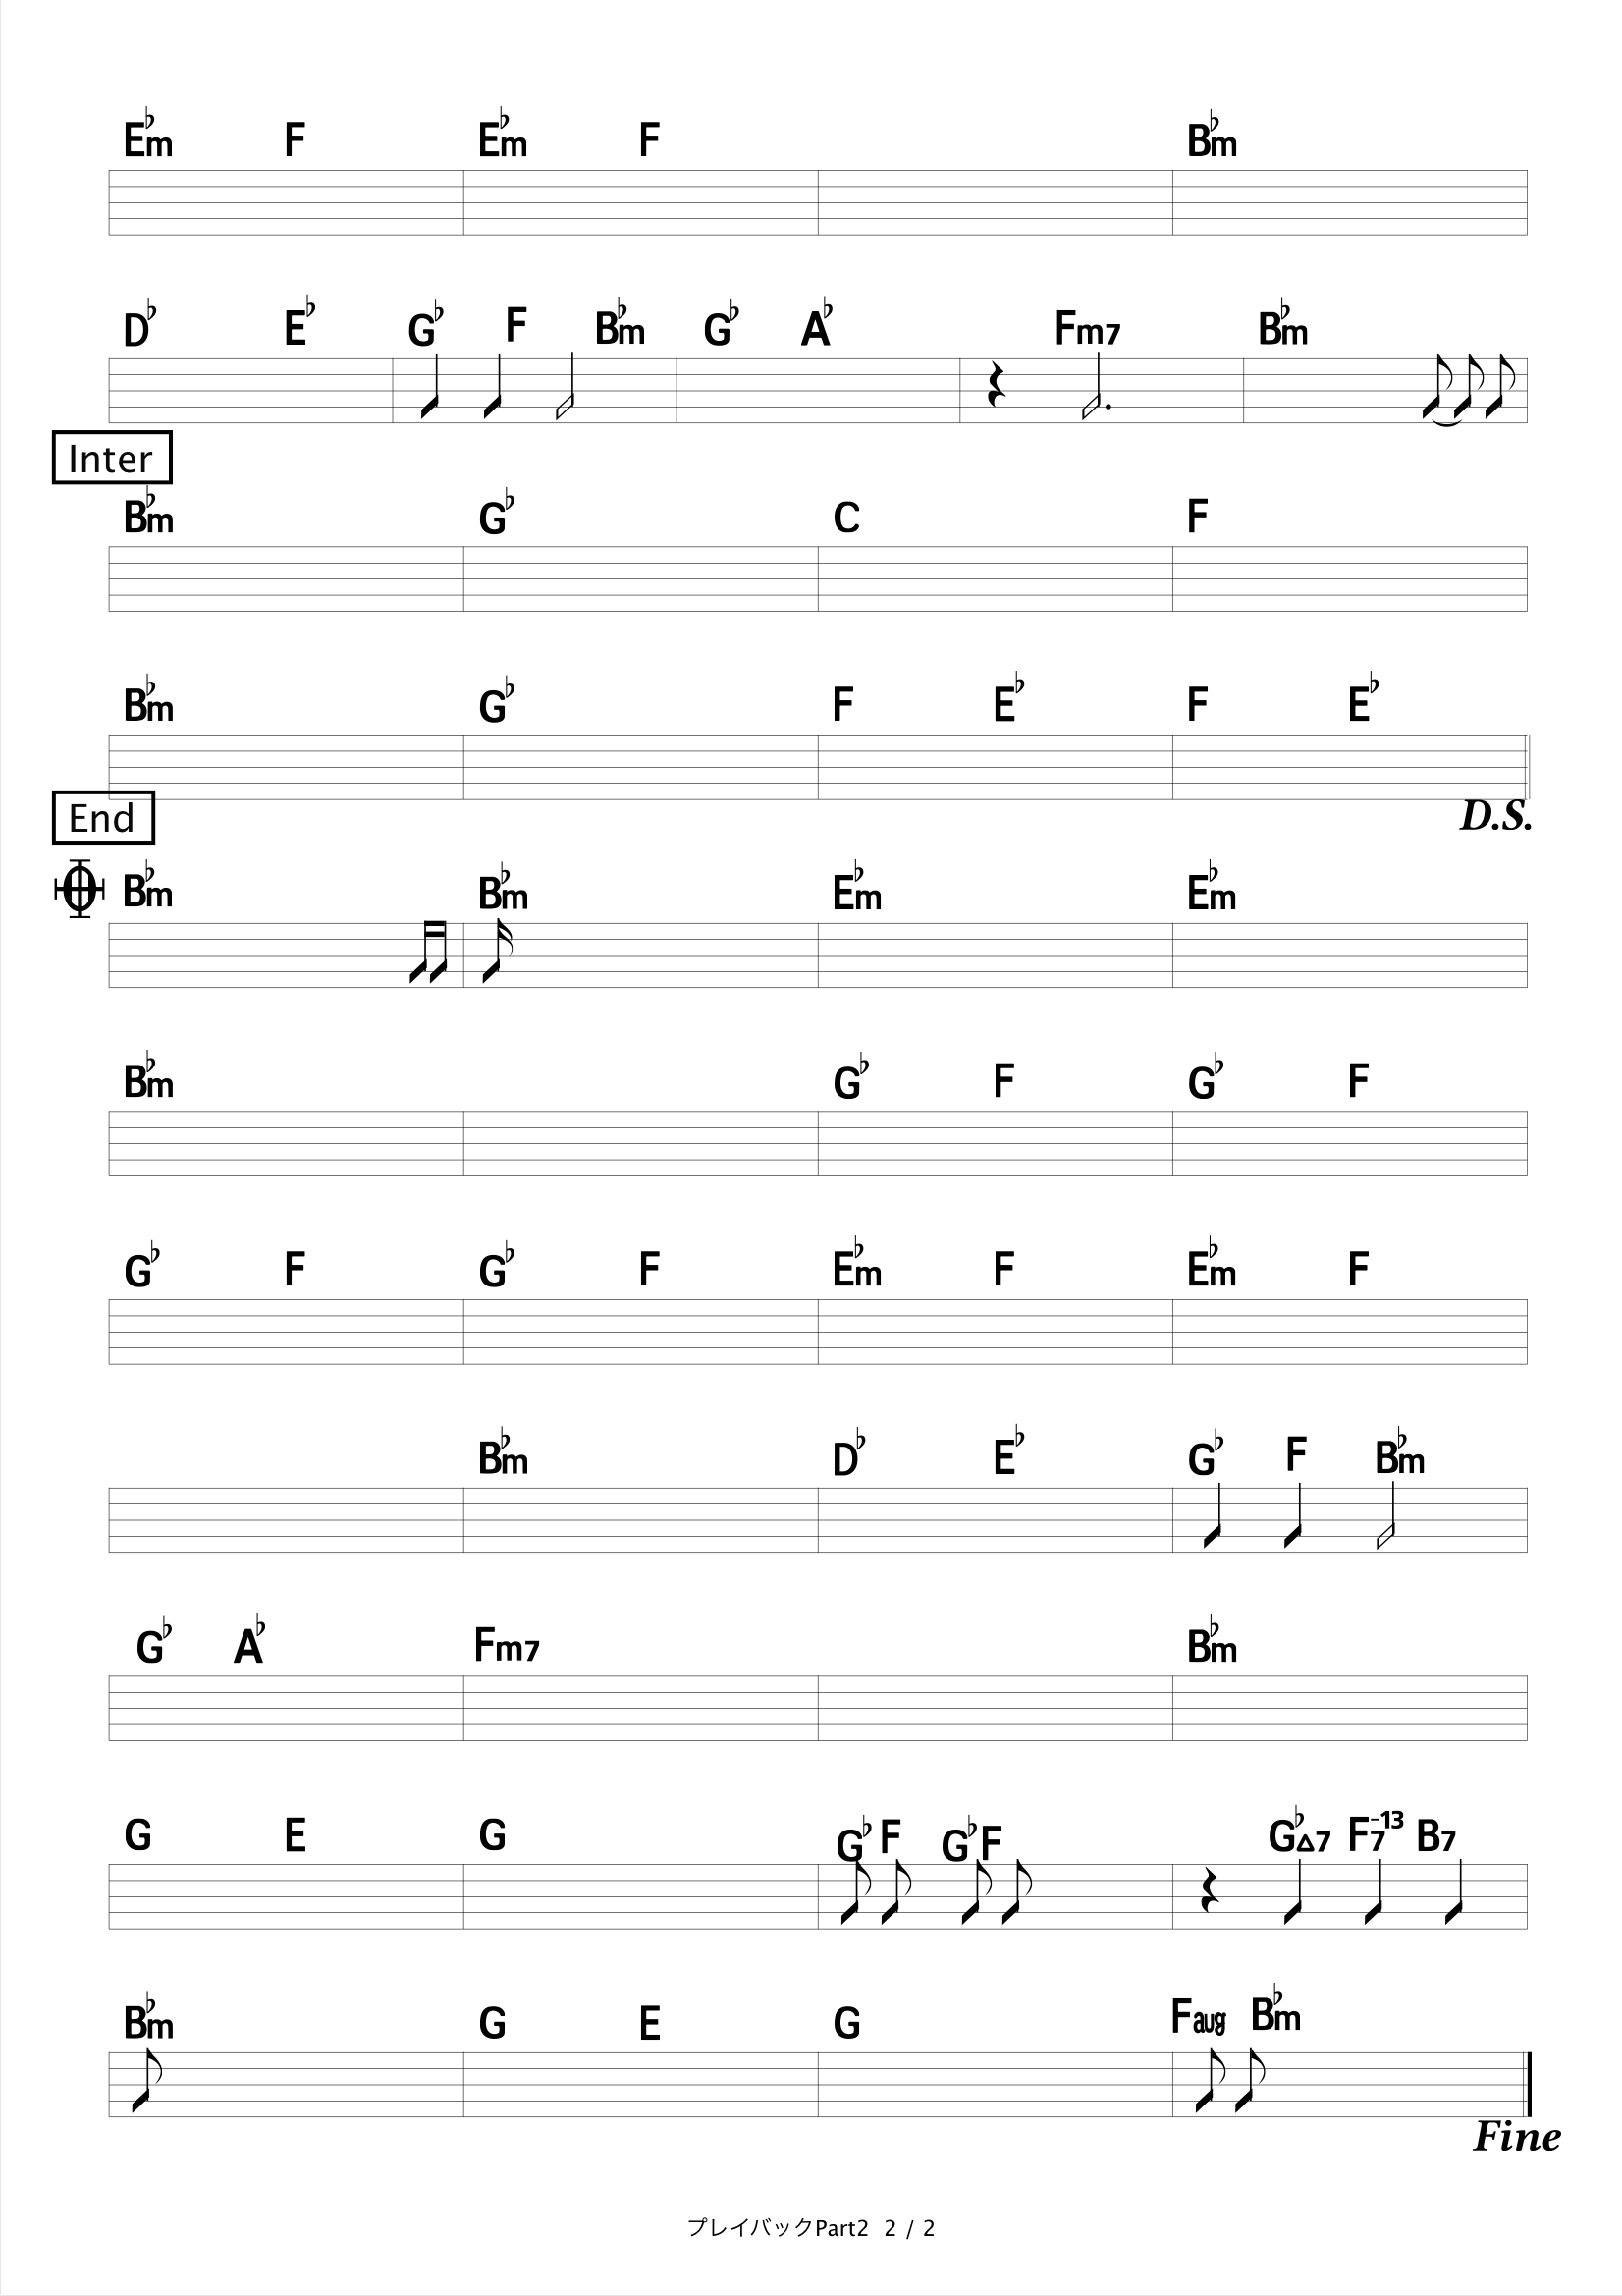 E♭m F E♭m F B♭m
D♭ E♭ G♭ F B♭m G♭ A♭ Fm7 B♭m
Inter
B♭m G♭ C F
B♭m G♭ F E♭ F E♭
D.S.
End
B♭m B♭m E♭m E♭m
B♭m G♭ F G♭ F
G♭ F G♭ F E♭m F E♭m F
B♭m D♭ E♭ G♭ F B♭m
G♭ A♭ Fm7 B♭m
G E G G♭ F G♭ F G♭△7 F7-13 B7
B♭m G E G Faug B♭m
Fine
プレイバックPart2 2 / 2